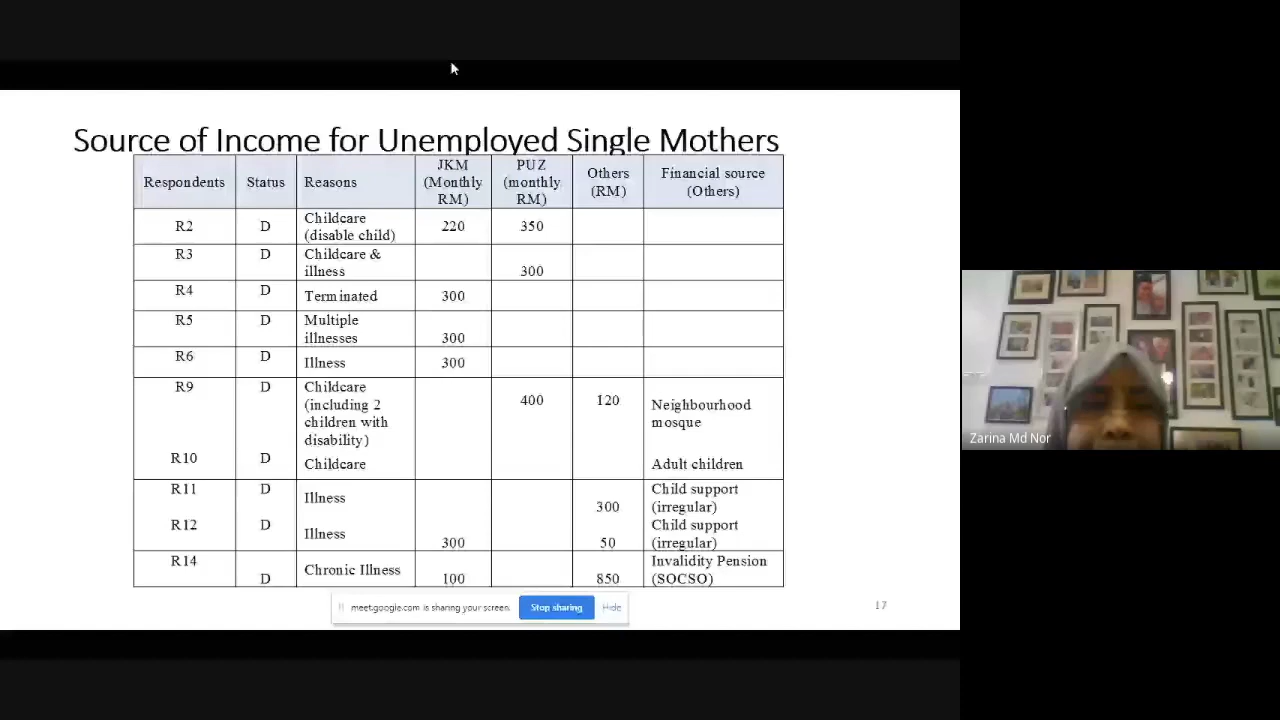 Source of Income for Unemployed Single Mothers
Respondents Status Reasons JKM (Monthly RM) PUZ (monthly RM) Others (RM) Financial source (Others)
R2 D Childcare (disable child) 220 350
R3 D Childcare & illness 300
R4 D Terminated 300
R5 D Multiple illnesses 300
R6 D Illness 300
R9 D Childcare (including 2 children with disability) 400 120 Neighbourhood mosque
R10 D Childcare Adult children
R11 D Illness 300 Child support (irregular)
R12 D Illness 300 50 Child support (irregular)
R14 D Chronic Illness 100 850 Invalidity Pension (SOCSO)
meet.google.com is sharing your screen. Stop sharing Hide
17
Zarina Md Nor